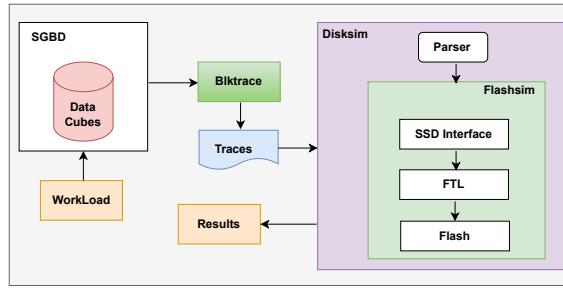 SGBD
Data
Cubes
WorkLoad
Blktrace
Traces
Results
Disksim
Parser
Flashsim
SSD Interface
FTL
Flash